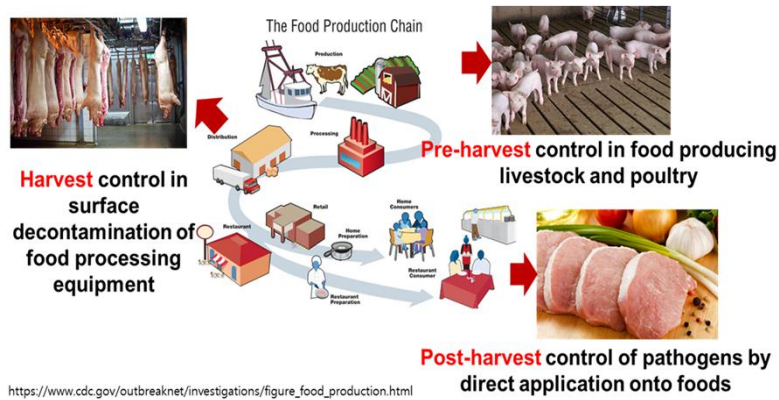 The Food Production Chain
Production
Processing
Distribution
Pre-harvest control in food producing
livestock and poultry
Harvest control in
surface
decontamination of
food processing
equipment
Restaurant
Retail
Home
Preparation
Home
Consumers
Restaurant
Preparation
Restaurant
Consumer
Post-harvest control of pathogens by
direct application onto foods
https://www.cdc.gov/outbreaknet/investigations/figure_food_production.html